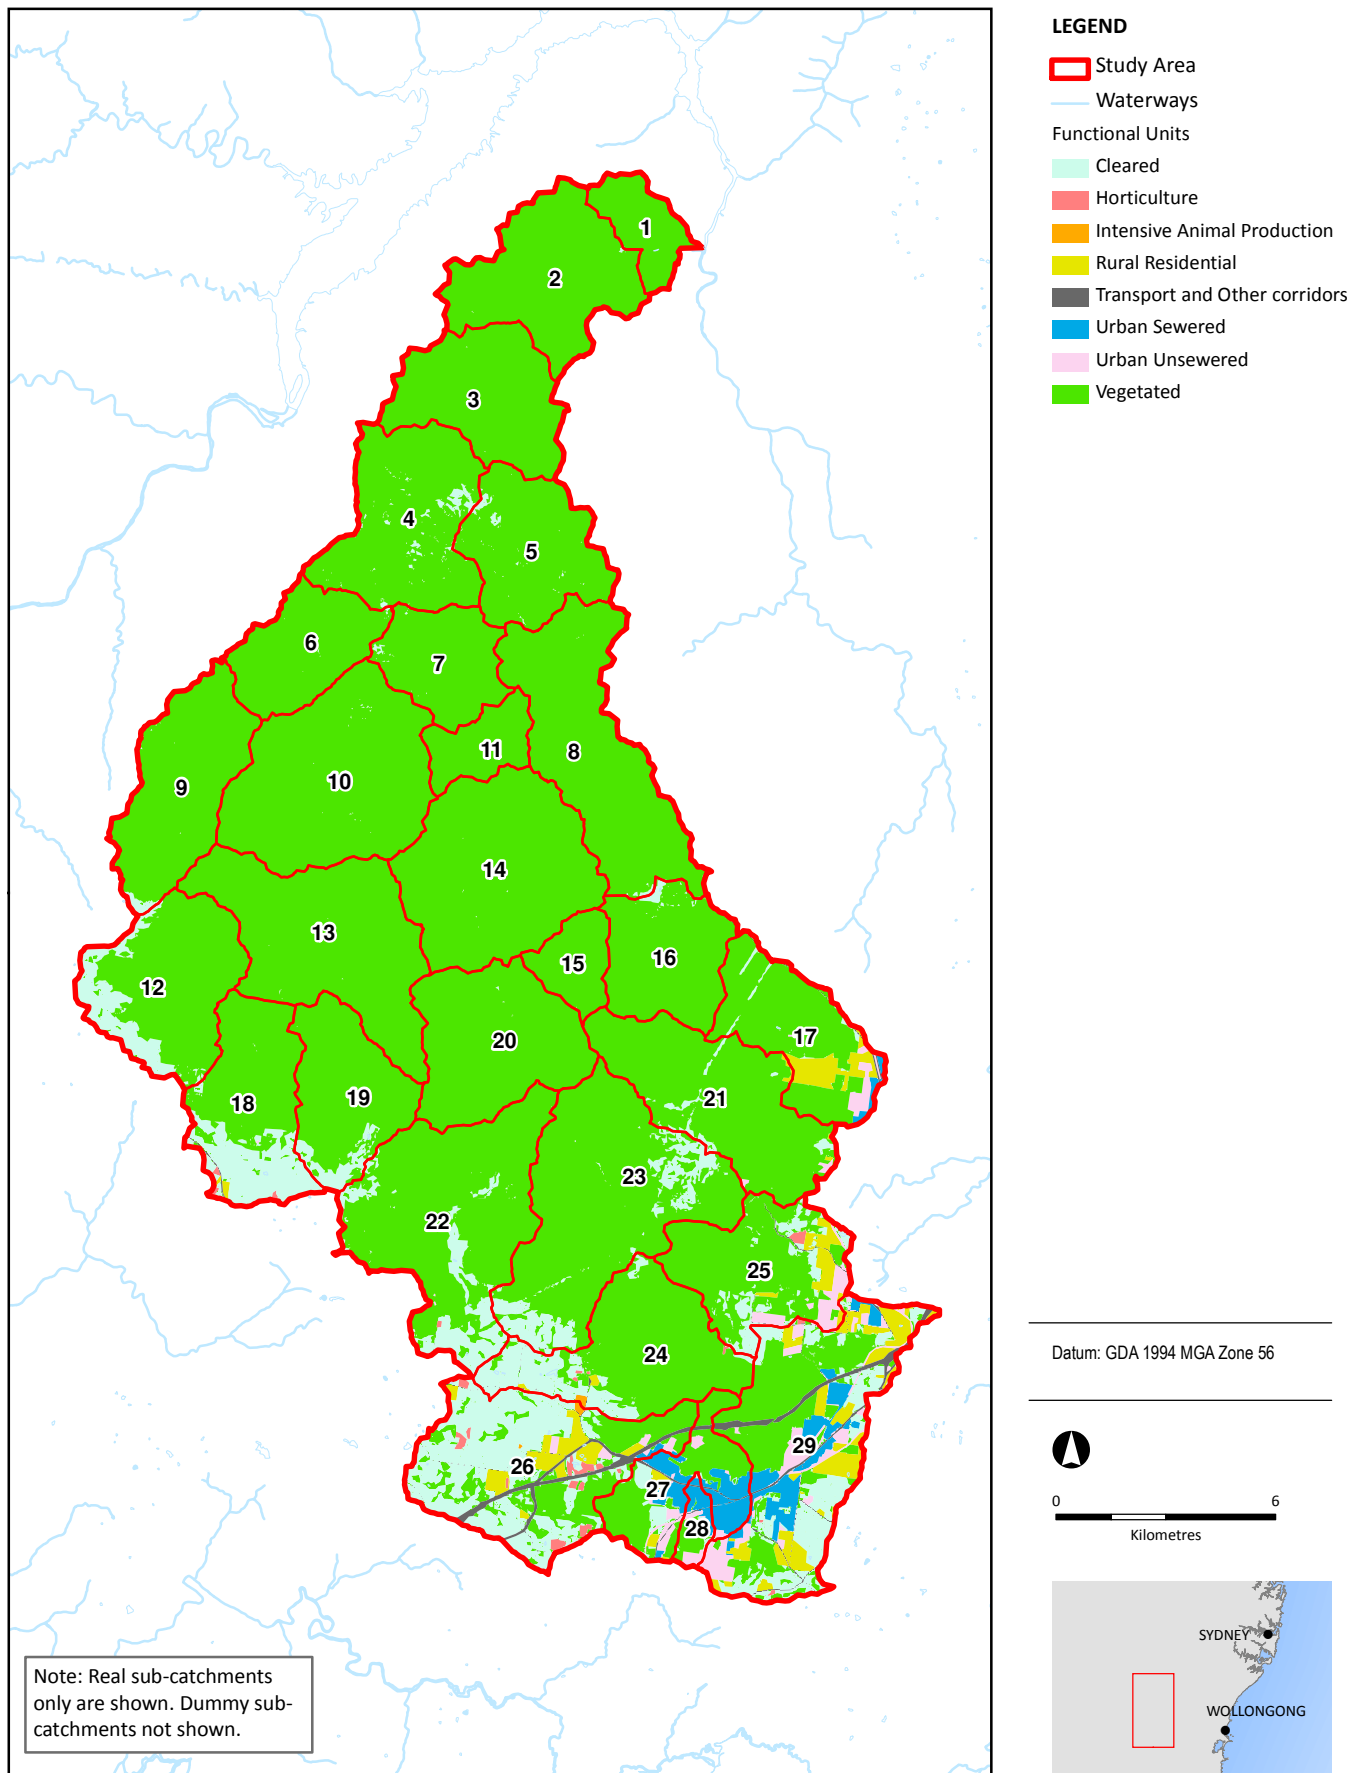 LEGEND
Study Area
Waterways
Functional Units
Cleared
Horticulture
Intensive Animal Production
Rural Residential
Transport and Other corridors
Urban Sewered
Urban Unsewered
Vegetated
1
2
3
4
5
6
7
8
9
10
11
12
13
14
15
16
17
18
19
20
21
22
23
24
25
26
27
28
29
Datum: GDA 1994 MGA Zone 56
0 6
Kilometres
SYDNEY
WOLLONGONG
Note: Real sub-catchments
only are shown. Dummy sub-
catchments not shown.